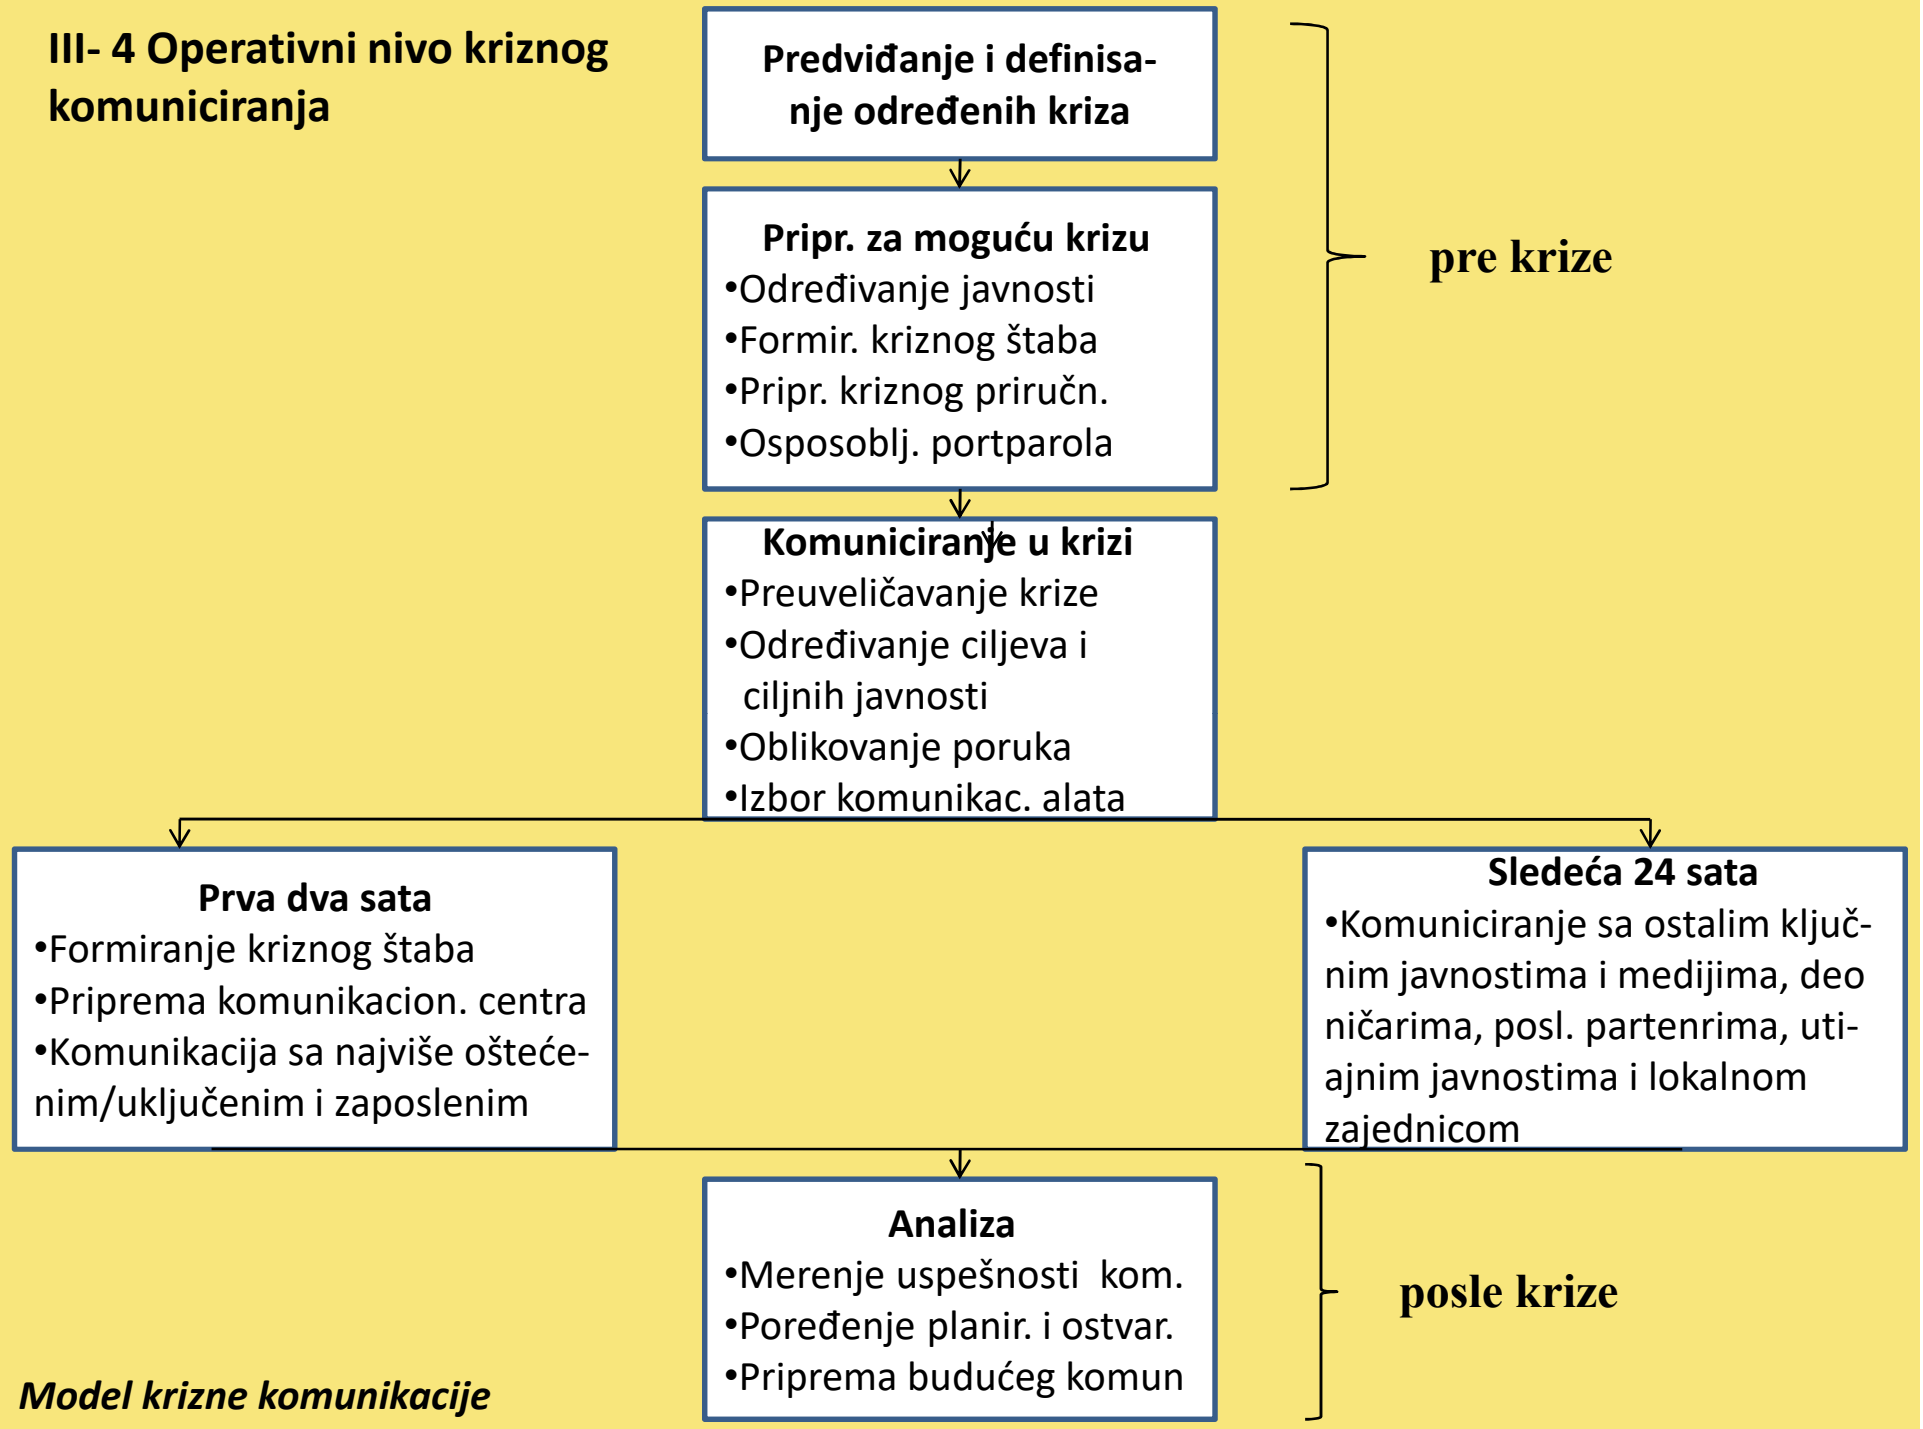 III- 4 Operativni nivo kriznog
komuniciranja
Predviđanje i definisa-
nje određenih kriza
Pripr. za moguću krizu
•Određivanje javnosti
•Formir. kriznog štaba
•Pripr. kriznog priručn.
•Osposoblj. portparola
pre krize
Komuniciranje u krizi
•Preuveličavanje krize
•Određivanje ciljeva i
ciljnih javnosti
•Oblikovanje poruka
•Izbor komunikac. alata
Prva dva sata
•Formiranje kriznog štaba
•Priprema komunikacion. centra
•Komunikacija sa najviše ošteće-
nim/uključenim i zaposlenim
Sledeća 24 sata
•Komuniciranje sa ostalim ključ-
nim javnostima i medijima, deo
ničarima, posl. partenrima, uti-
ajnim javnostima i lokalnom
zajednicom
Analiza
•Merenje uspešnosti  kom.
•Poređenje planir. i ostvar.
•Priprema budućeg komun
posle krize
Model krizne komunikacije